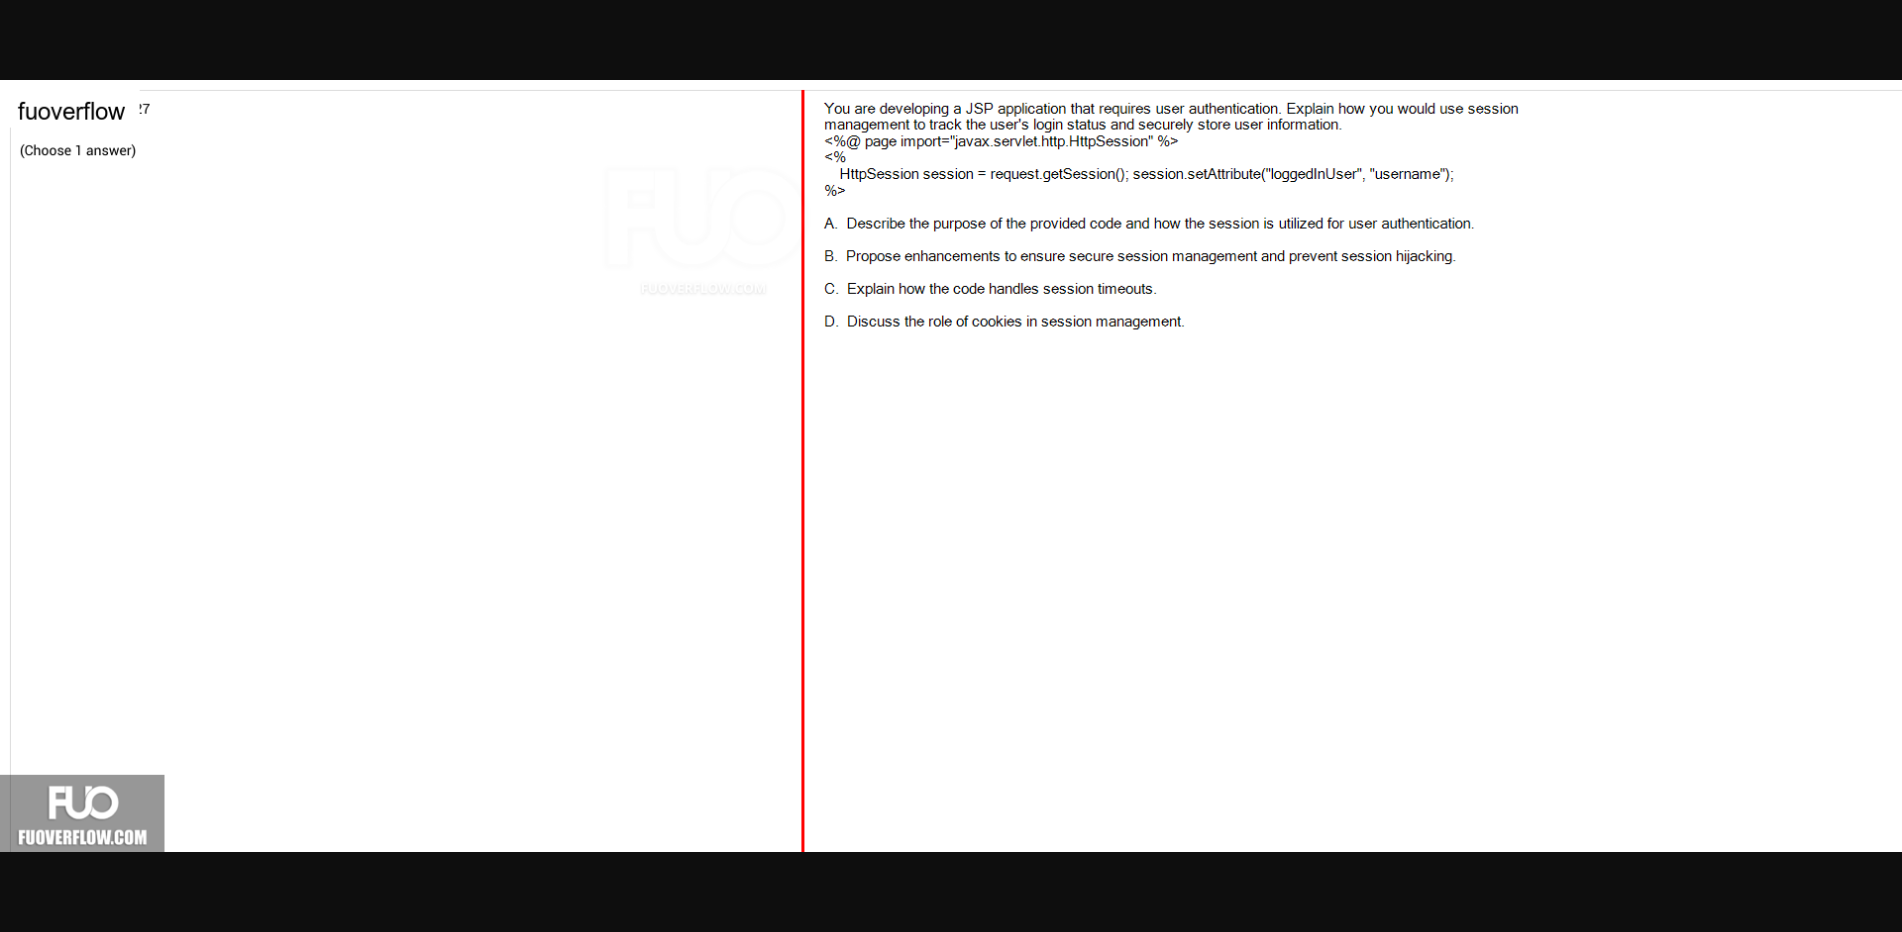 fuoverflow
27
(Choose 1 answer)
You are developing a JSP application that requires user authentication. Explain how you would use session
management to track the user's login status and securely store user information.
<%@ page import="javax.servlet.http.HttpSession" %>
<%
HttpSession session = request.getSession(); session.setAttribute("loggedInUser", "username");
%>
A. Describe the purpose of the provided code and how the session is utilized for user authentication.
B. Propose enhancements to ensure secure session management and prevent session hijacking.
C. Explain how the code handles session timeouts.
D. Discuss the role of cookies in session management.
FUO
FUOVERFLOW.COM
FUO
FUOVERFLOW.COM